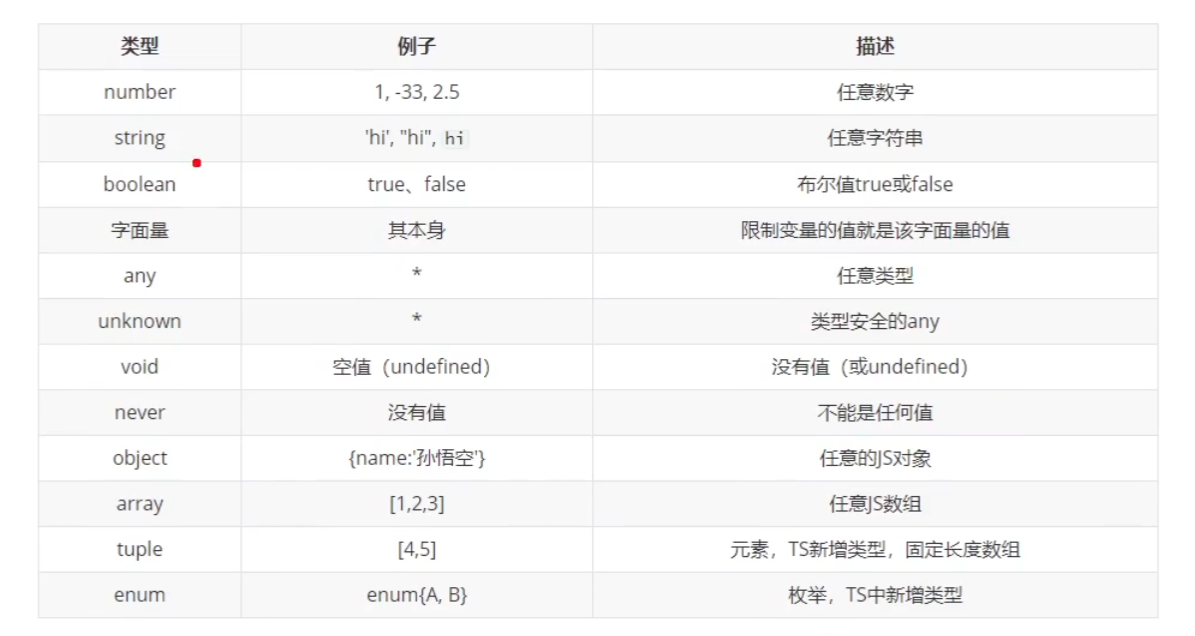 类型 例子 描述
number 1, -33, 2.5 任意数字
string 'hi', "hi", hi 任意字符串
boolean true、false 布尔值true或false
字面量 其本身 限制变量的值就是该字面量的值
any * 任意类型
unknown * 类型安全的any
void 空值（undefined） 没有值（或undefined）
never 没有值 不能是任何值
object {name:'孙悟空'} 任意的JS对象
array [1,2,3] 任意JS数组
tuple [4,5] 元素，TS新增类型，固定长度数组
enum enum{A, B} 枚举，TS中新增类型